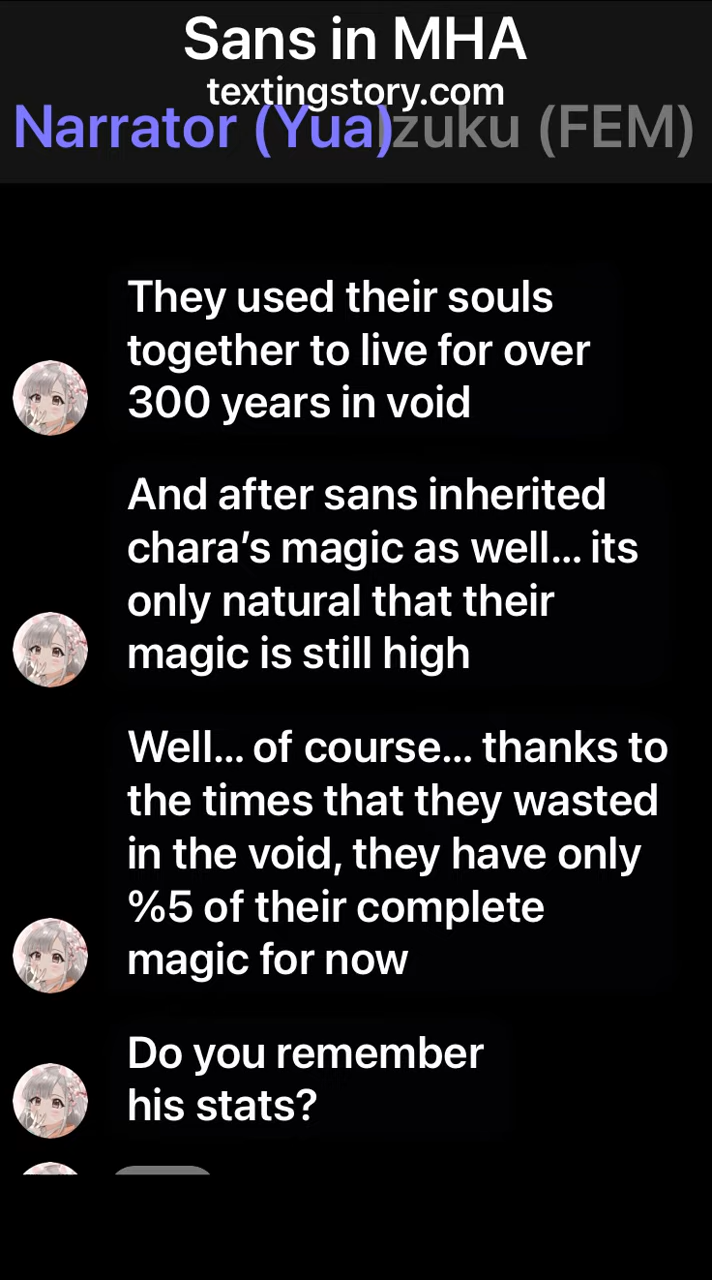 Sans in MHA
textingstory.com
Narrator (Yua)zuku (FEM)
They used their souls
together to live for over
300 years in void
And after sans inherited
chara’s magic as well... its
only natural that their
magic is still high
Well... of course... thanks to
the times that they wasted
in the void, they have only
%5 of their complete
magic for now
Do you remember
his stats?